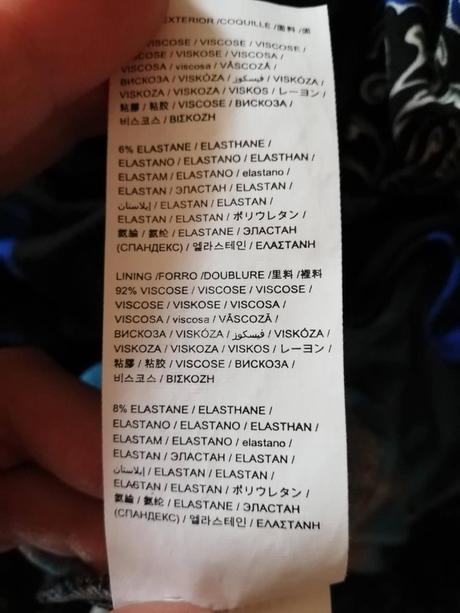 EXTERIOR /COQUILLE /面料 /面
VISCOSE / VISCOSE / VISCOSE /
VISCOSE / VISKOSE / VISCOSA /
VISCOSA / viscosa / VÂSCOZĂ /
ВИСКОЗА / VISKÓZA / فيسكوز / VISKÓZA /
VISKOZA / VISKOZA / VISKOS / レーヨン /
粘膠 / 粘胶 / VISCOSE / ВИСКОЗА /
비스코스 / ΒΙΣΚΟΖΗ
6% ELASTANE / ELASTHANE /
ELASTANO / ELASTANO / ELASTHAN /
ELASTAM / ELASTANO / elastano /
ELASTAN / ЭЛАСТАН / ELASTAN /
إيلاستان / ELASTAN / ELASTAN /
ELASTAN / ELASTAN / ポリウレタン /
氨綸 / 氨纶 / ELASTANE / ЭЛАСТАН
(СПАНДЕКС) / 엘라스테인 / ΕΛΑΣΤΑΝΗ
LINING /FORRO /DOUBLURE /里料 /裡料
92% VISCOSE / VISCOSE / VISCOSE /
VISCOSE / VISKOSE / VISCOSA /
VISCOSA / viscosa / VÂSCOZĂ /
ВИСКОЗА / VISKÓZA / فيسكوز / VISKÓZA /
VISKOZA / VISKOZA / VISKOS / レーヨン /
粘膠 / 粘胶 / VISCOSE / ВИСКОЗА /
비스코스 / ΒΙΣΚΟΖΗ
8% ELASTANE / ELASTHANE /
ELASTANO / ELASTANO / ELASTHAN /
ELASTAM / ELASTANO / elastano /
ELASTAN / ЭЛАСТАН / ELASTAN /
إيلاستان / ELASTAN / ELASTAN /
ELASTAN / ELASTAN / ポリウレタン /
氨綸 / 氨纶 / ELASTANE / ЭЛАСТАН
(СПАНДЕКС) / 엘라스테인 / ΕΛΑΣΤΑΝΗ